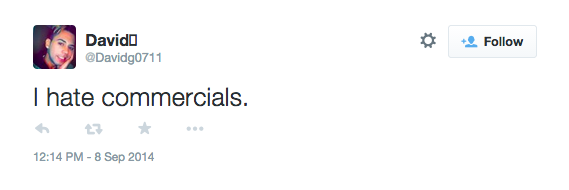 David
@Davidg0711
Follow
I hate commercials.
12:14 PM - 8 Sep 2014